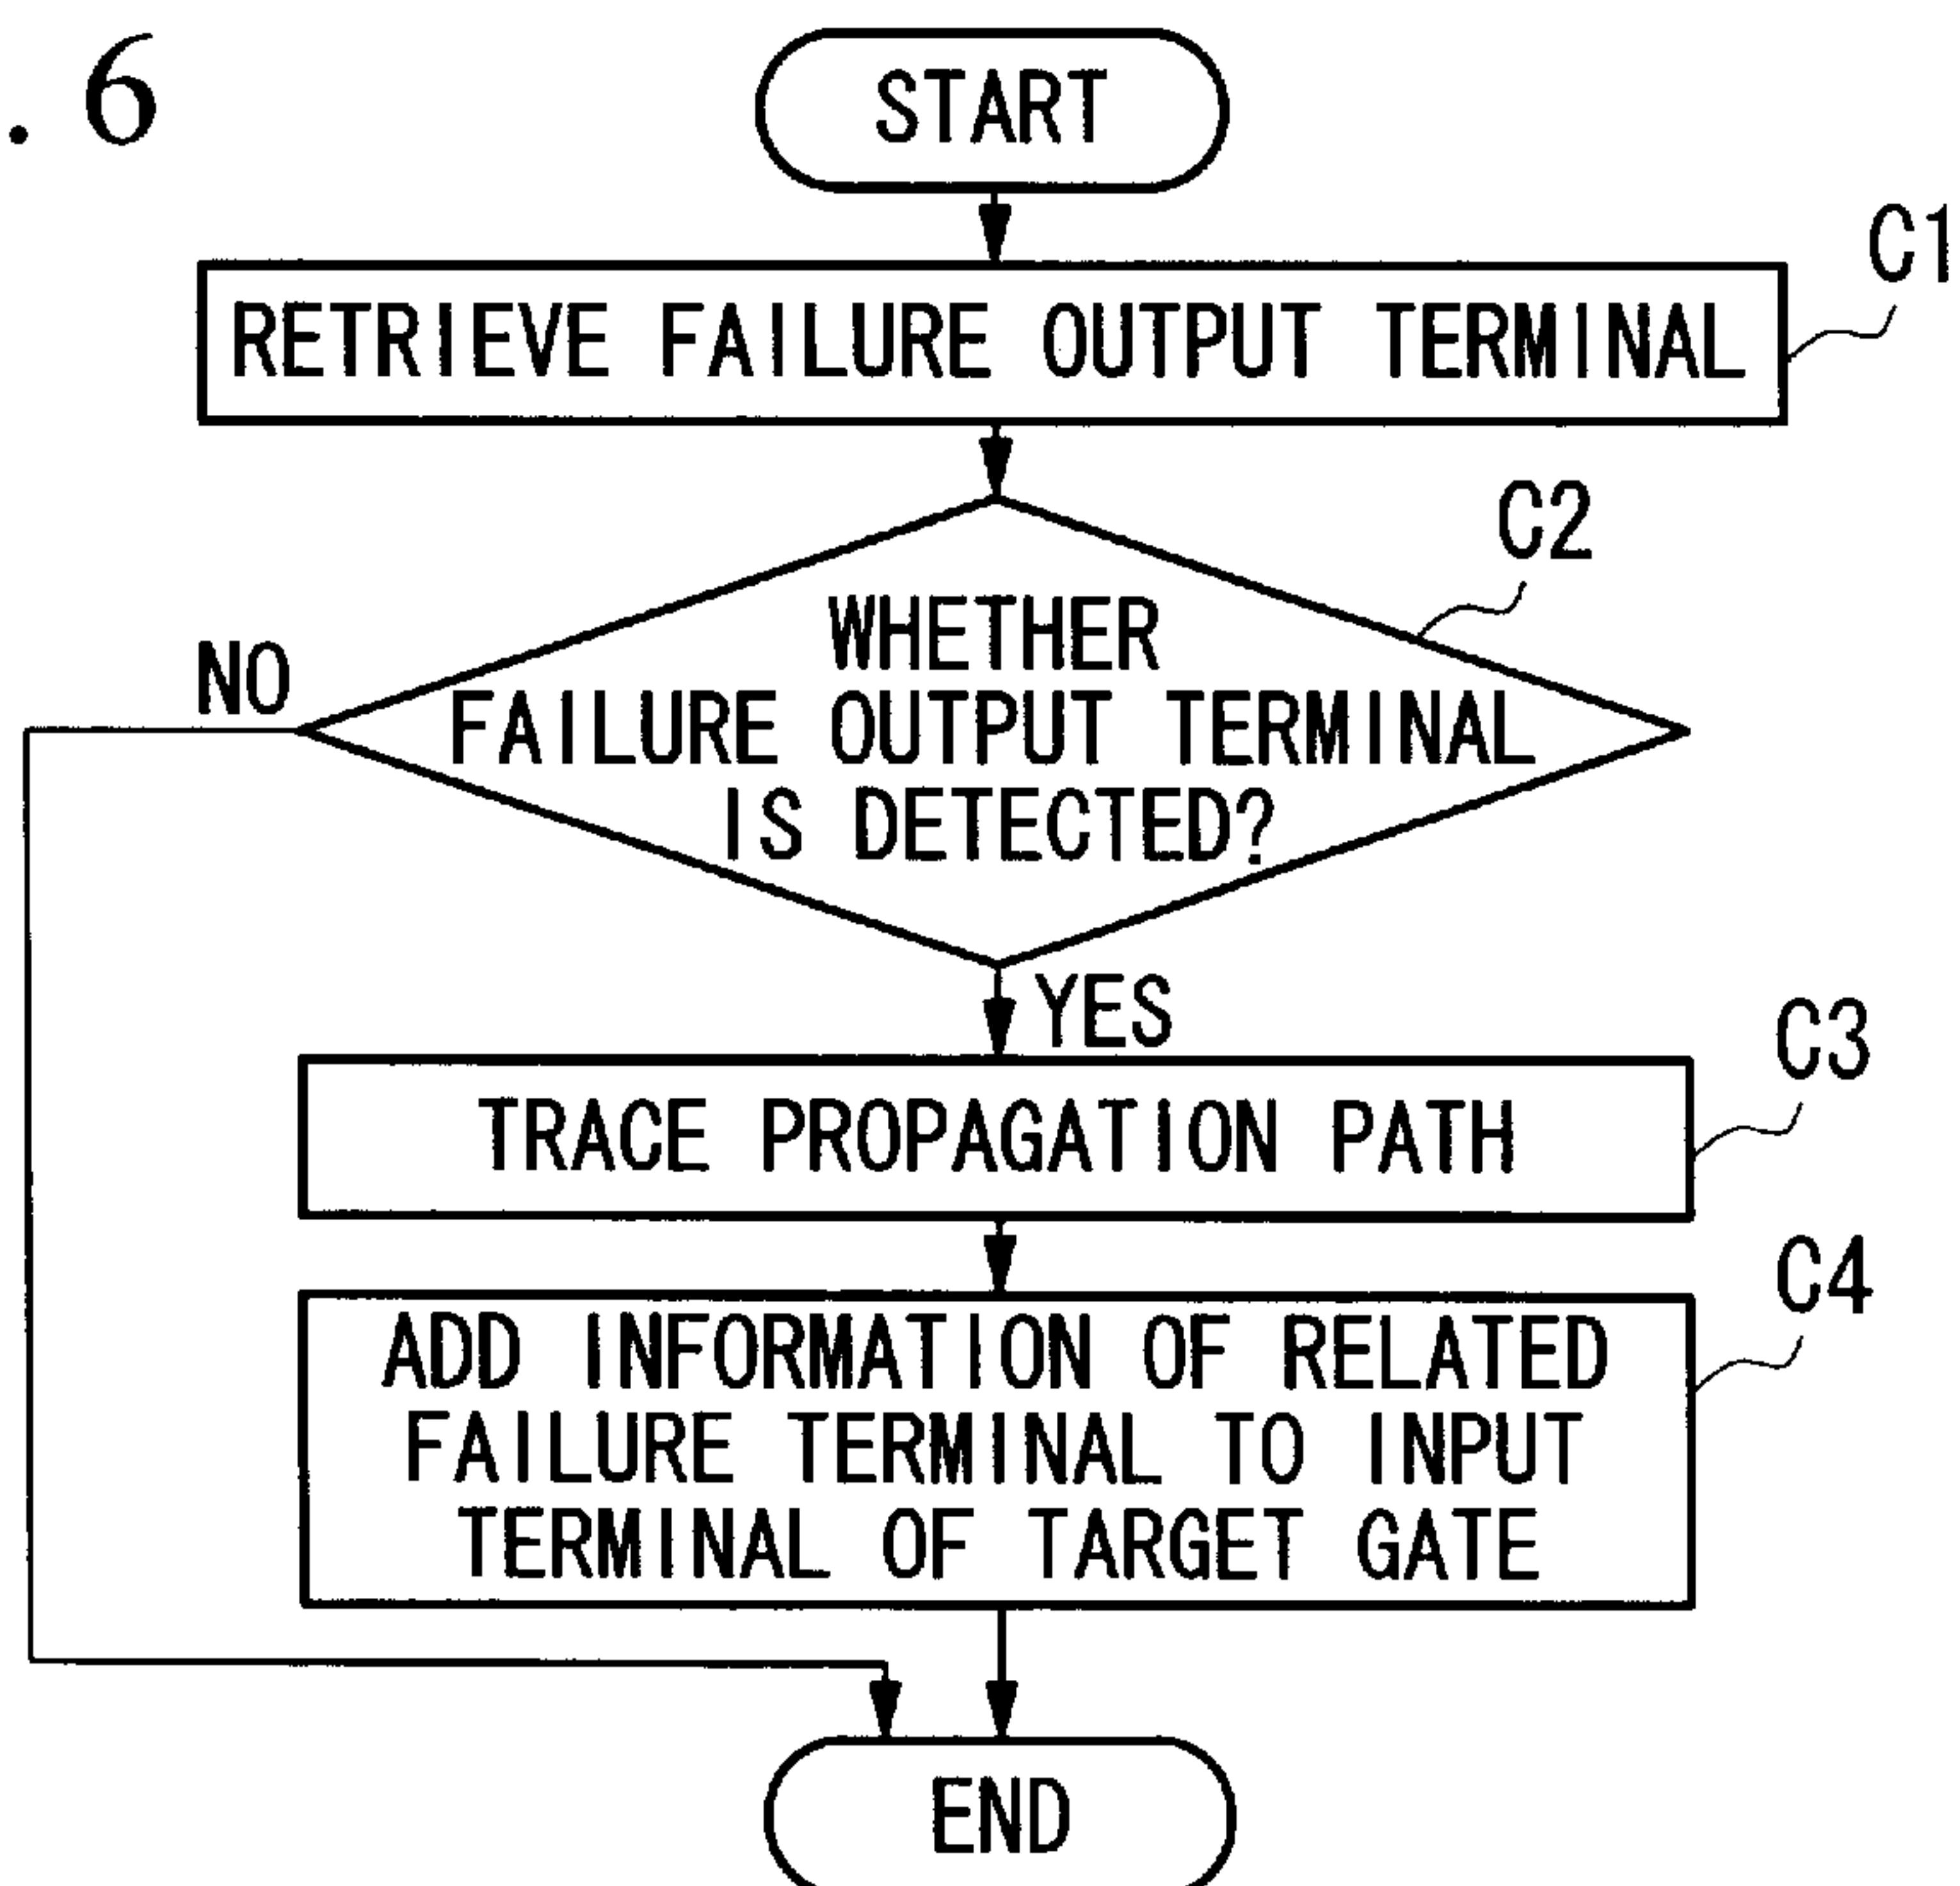 . 6
START
C1
RETRIEVE FAILURE OUTPUT TERMINAL
C2
WHETHER
FAILURE OUTPUT TERMINAL
IS DETECTED?
NO
YES
C3
TRACE PROPAGATION PATH
C4
ADD INFORMATION OF RELATED
FAILURE TERMINAL TO INPUT
TERMINAL OF TARGET GATE
END